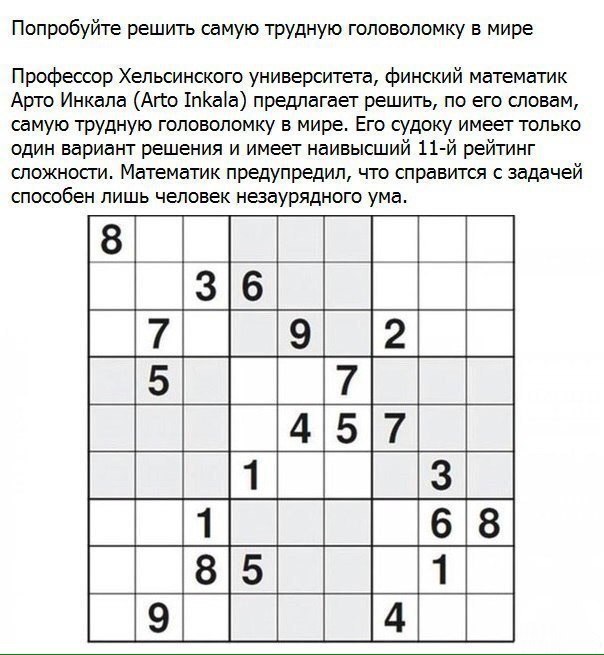 Попробуйте решить самую трудную головоломку в мире
Профессор Хельсинского университета, финский математик
Арто Инкала (Arto Inkala) предлагает решить, по его словам,
самую трудную головоломку в мире. Его судоку имеет только
один вариант решения и имеет наивысший 11-й рейтинг
сложности. Математик предупредил, что справится с задачей
способен лишь человек незаурядного ума.
8
3 6
7 9 2
5 7
4 5 7
1 3
1 6 8
8 5 1
9 4